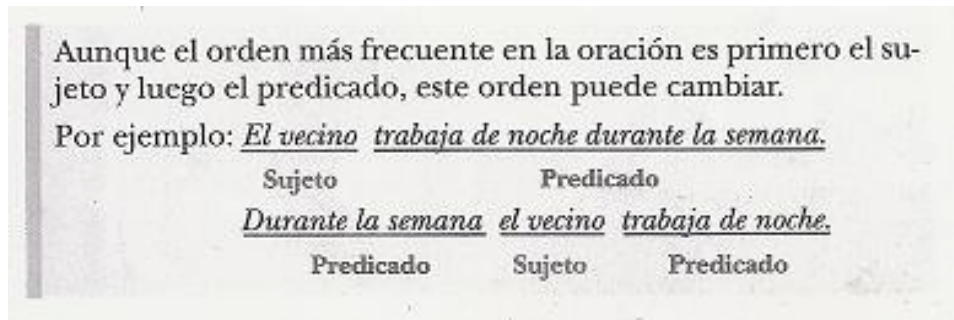 Aunque el orden más frecuente en la oración es primero el su-
jeto y luego el predicado, este orden puede cambiar.
Por ejemplo: El vecino trabaja de noche durante la semana.
Sujeto Predicado
Durante la semana el vecino trabaja de noche.
Predicado Sujeto Predicado